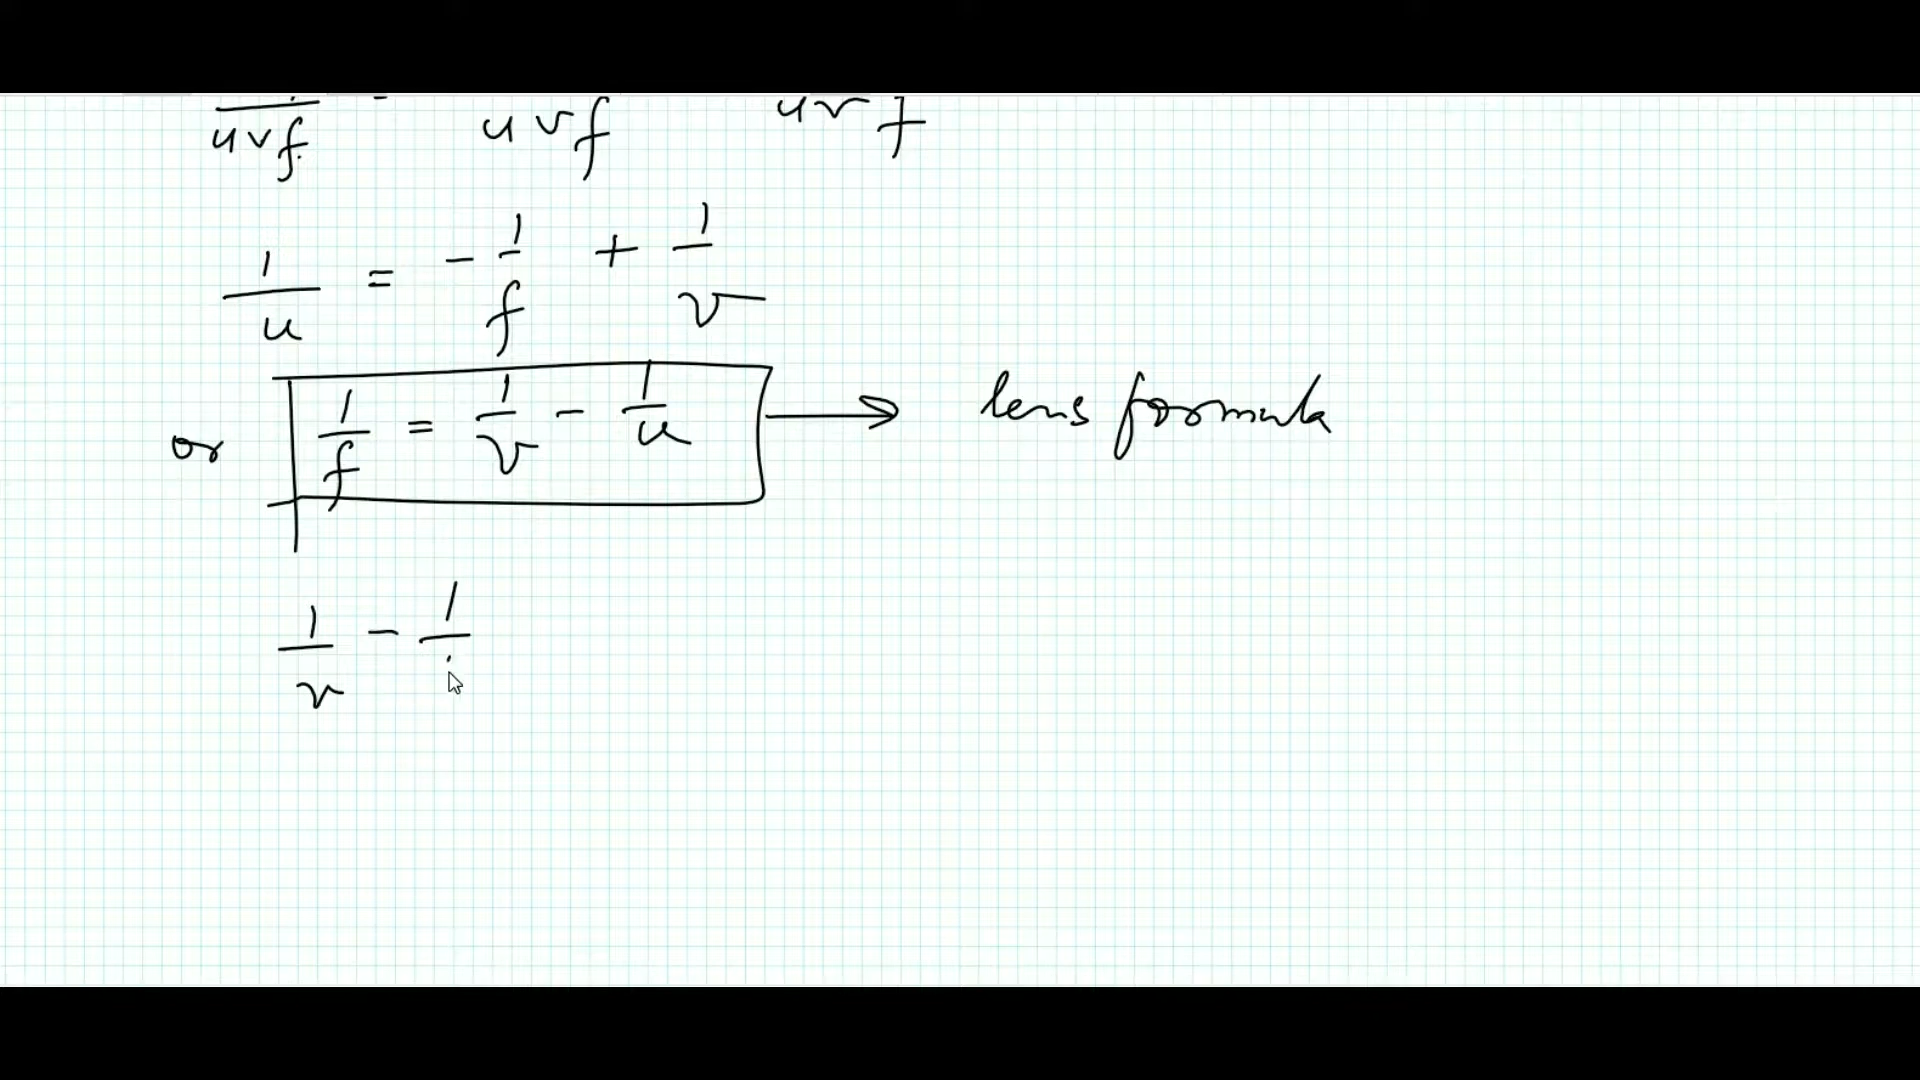 uvf = uvf uvf
1/u = - 1/f + 1/v
or 1/f = 1/v - 1/u → lens formula
1/v - 1/